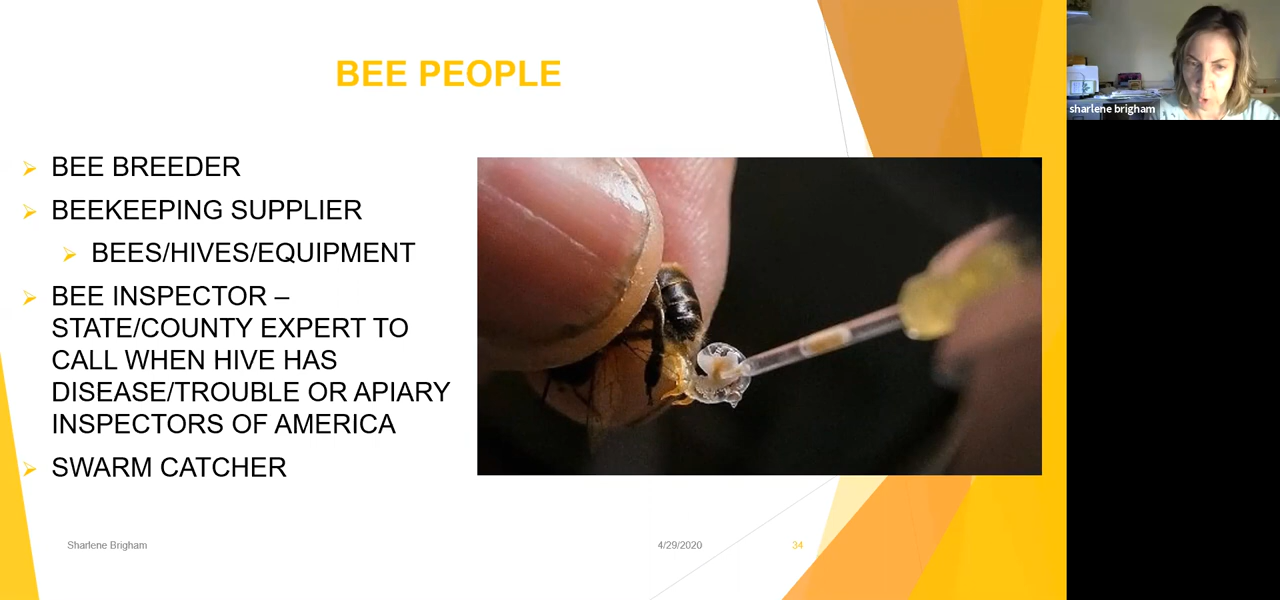 BEE PEOPLE
BEE BREEDER
BEEKEEPING SUPPLIER
BEES/HIVES/EQUIPMENT
BEE INSPECTOR –
STATE/COUNTY EXPERT TO
CALL WHEN HIVE HAS
DISEASE/TROUBLE OR APIARY
INSPECTORS OF AMERICA
SWARM CATCHER
Sharlene Brigham
4/29/2020
34
sharlene brigham